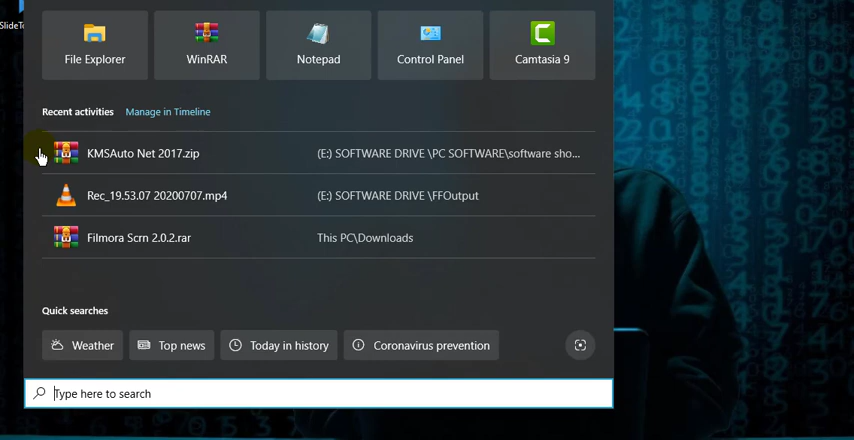 SlideTo
File Explorer
WinRAR
Notepad
Control Panel
Camtasia 9
Recent activities Manage in Timeline
KMSAuto Net 2017.zip (E:) SOFTWARE DRIVE \PC SOFTWARE\software sho...
Rec_19.53.07 20200707.mp4 (E:) SOFTWARE DRIVE \FFOutput
Filmora Scrn 2.0.2.rar This PC\Downloads
Quick searches
Weather
Top news
Today in history
Coronavirus prevention
Type here to search